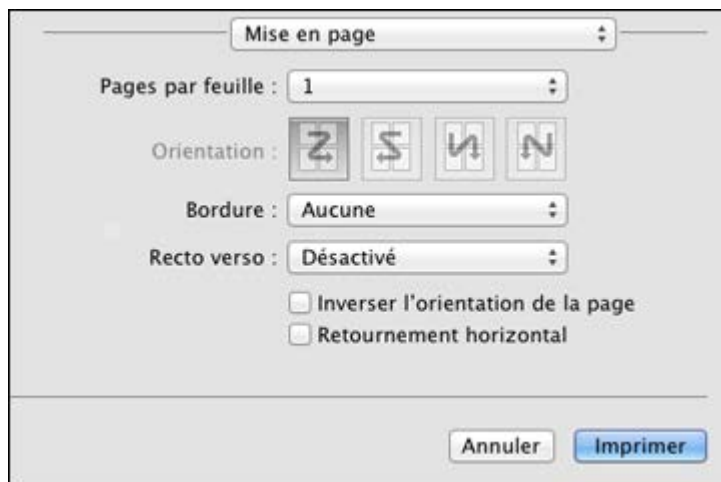 Mise en page
Pages par feuille : 1
Orientation :
Bordure : Aucune
Recto verso : Désactivé
Inverser l'orientation de la page
Retournement horizontal
Annuler Imprimer